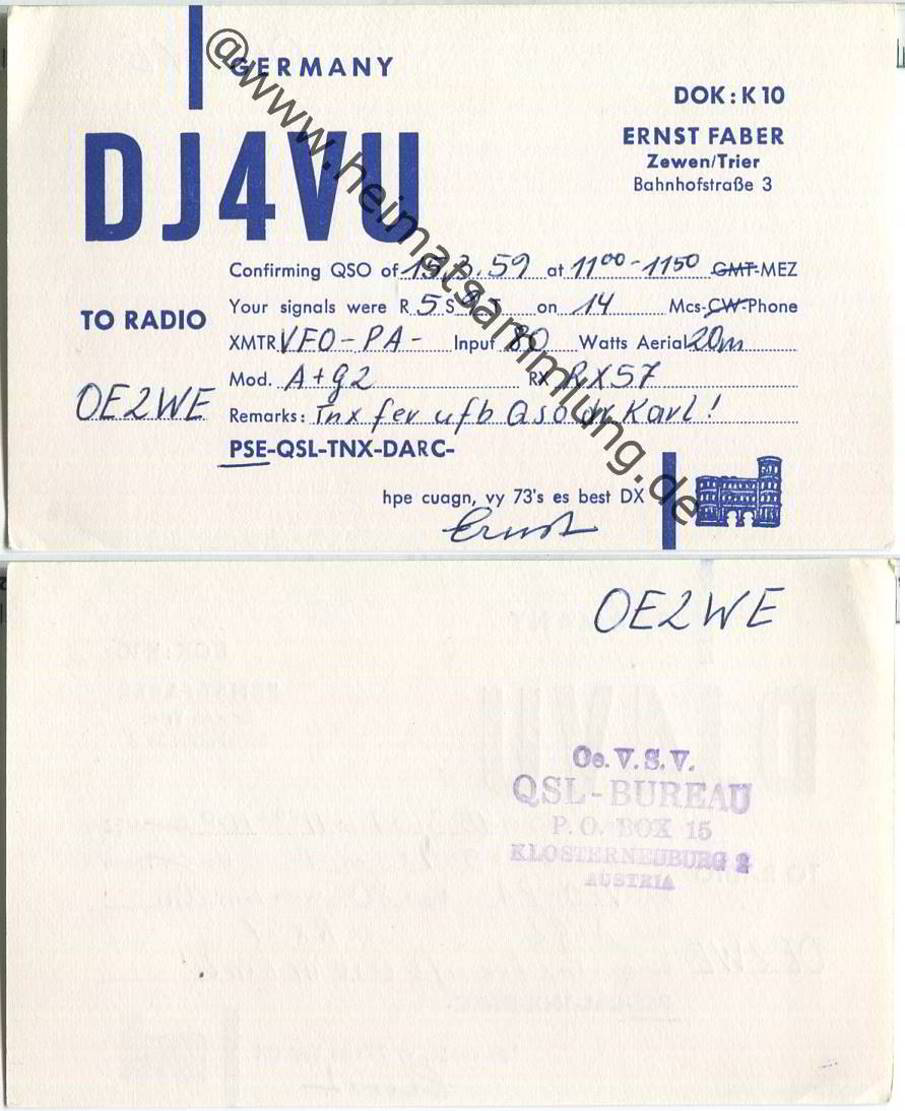 GERMANY
DOK: K 10
DJ4VU
ERNST FABER
Zewen/Trier
Bahnhofstraße 3
Confirming QSO of 15.3.59 at 11⁰⁰-1150 GMT-MEZ
TO RADIO
Your signals were R 5 S 9 T on 14 Mcs-CW-Phone
XMTR VFO-PA- Input 80 Watts Aerial 20m
Mod. A+g2 RX RX57
OE2WE
Remarks: Tnx fer ufb Qso dr Karl!
PSE-QSL-TNX-DARC-
hpe cuagn, vy 73's es best DX
Ernst
@www.heimatsammlung.de
OE2WE
Oe. V. S. V.
QSL-BUREAU
P. O. BOX 15
KLOSTERNEUBURG 2
AUSTRIA